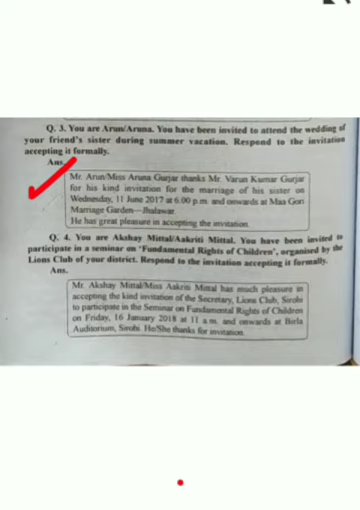 Q. 3. You are Arun/Aruna. You have been invited to attend the wedding of
your friend's sister during summer vacation. Respond to the invitation
accepting it formally.
Ans.
Mr. Arun/Miss Aruna Gurjar thanks Mr. Varun Kumar Gurjar
for his kind invitation for the marriage of his sister on
Wednesday, 11 June 2017 at 6.00 p.m. and onwards at Maa Gori
Marriage Garden—Jhalawar.
He has great pleasure in accepting the invitation.
Q. 4. You are Akshay Mittal/Aakriti Mittal. You have been invited to
participate in a seminar on 'Fundamental Rights of Children', organised by the
Lions Club of your district. Respond to the invitation accepting it formally.
Ans.
Mr. Akshay Mittal/Miss Aakriti Mittal has much pleasure in
accepting the kind invitation of the Secretary, Lions Club, Sirohi
to participate in the Seminar on Fundamental Rights of Children
on Friday, 16 January 2018 at 11 a.m. and onwards at Birla
Auditorium, Sirohi. He/She thanks for invitation.